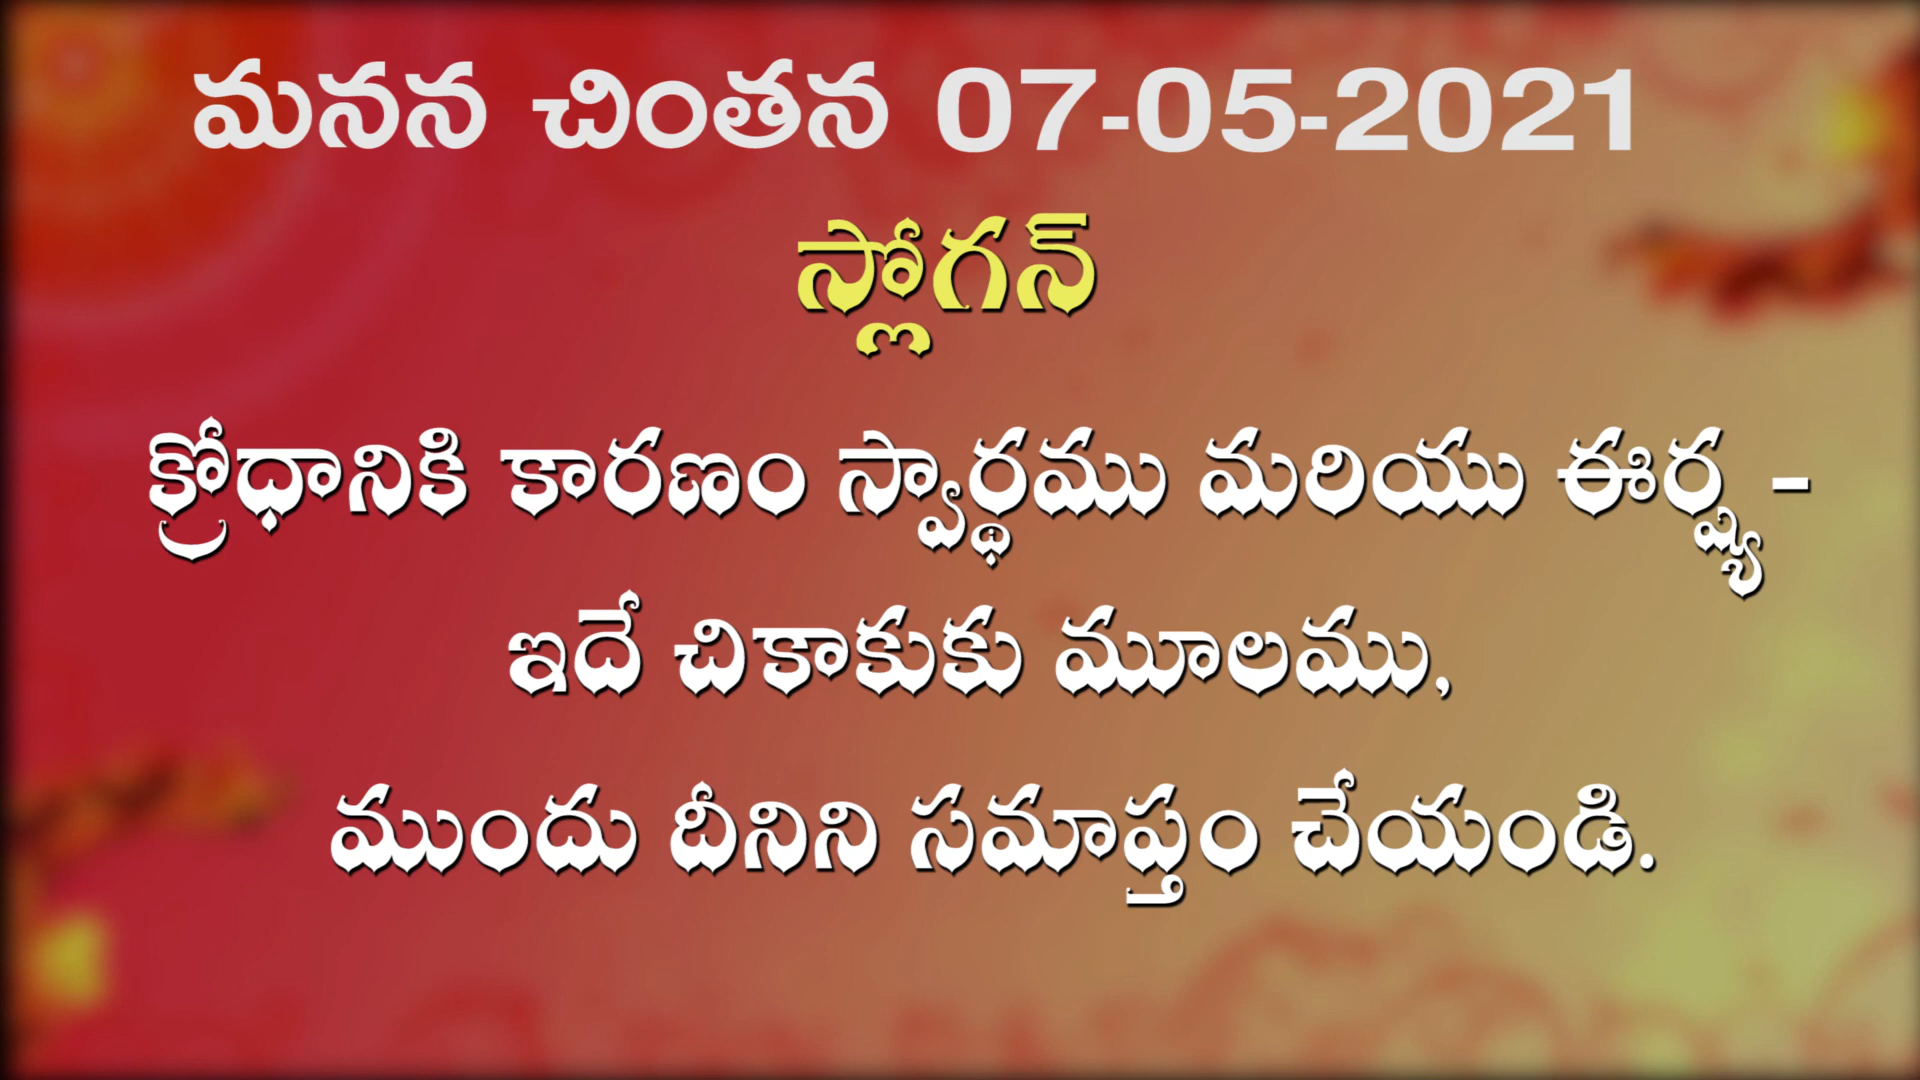 మనన చింతన 07-05-2021
స్లోగన్
క్రోధానికి కారణం స్వార్థము మరియు ఈర్ష్య -
ఇదే చికాకుకు మూలము,
ముందు దీనిని సమాప్తం చేయండి.